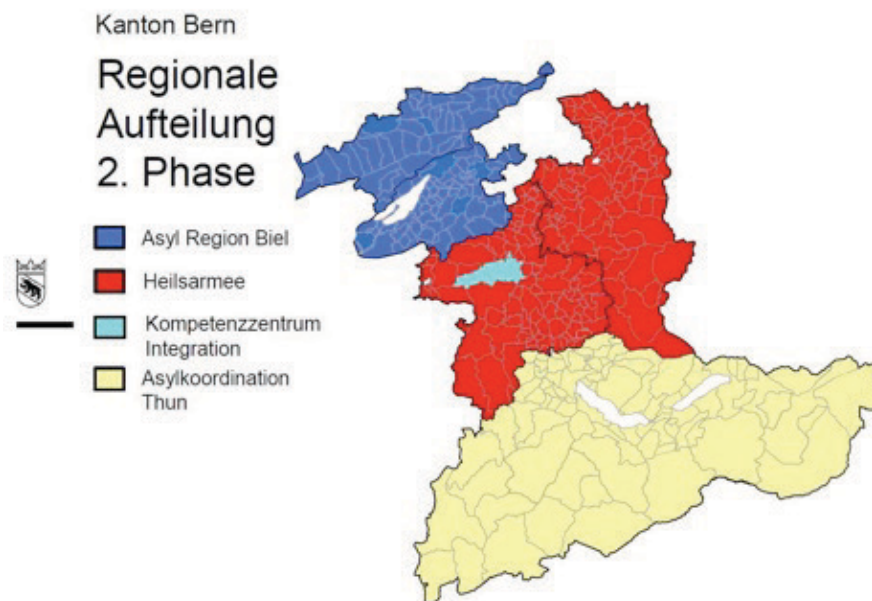 Kanton Bern
Regionale
Aufteilung
2. Phase
Asyl Region Biel
Heilsarmee
Kompetenzzentrum
Integration
Asylkoordination
Thun